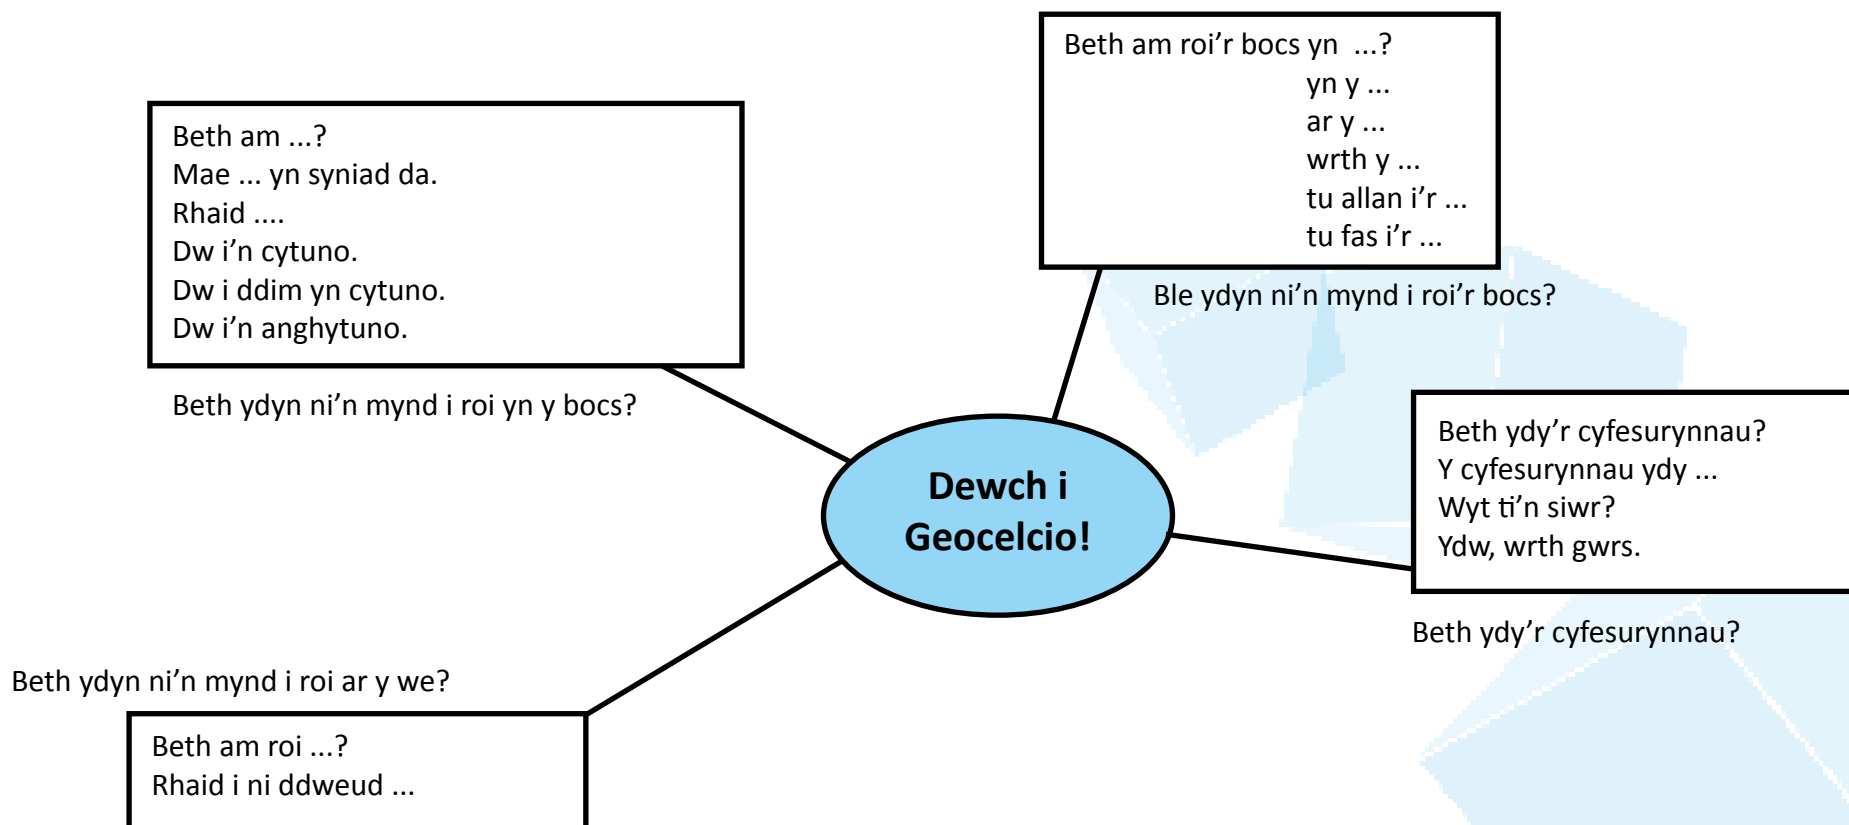 Beth am ...?
Mae ... yn syniad da.
Rhaid ....
Dw i’n cytuno.
Dw i ddim yn cytuno.
Dw i’n anghytuno.
Beth ydyn ni’n mynd i roi yn y bocs?
Beth am roi’r bocs yn ...?
yn y ...
ar y ...
wrth y ...
tu allan i’r ...
tu fas i’r ...
Ble ydyn ni’n mynd i roi’r bocs?
Dewch i
Geocelcio!
Beth ydy’r cyfesurynnau?
Y cyfesurynnau ydy ...
Wyt ti’n siwr?
Ydw, wrth gwrs.
Beth ydy’r cyfesurynnau?
Beth ydyn ni’n mynd i roi ar y we?
Beth am roi ...?
Rhaid i ni ddweud ...